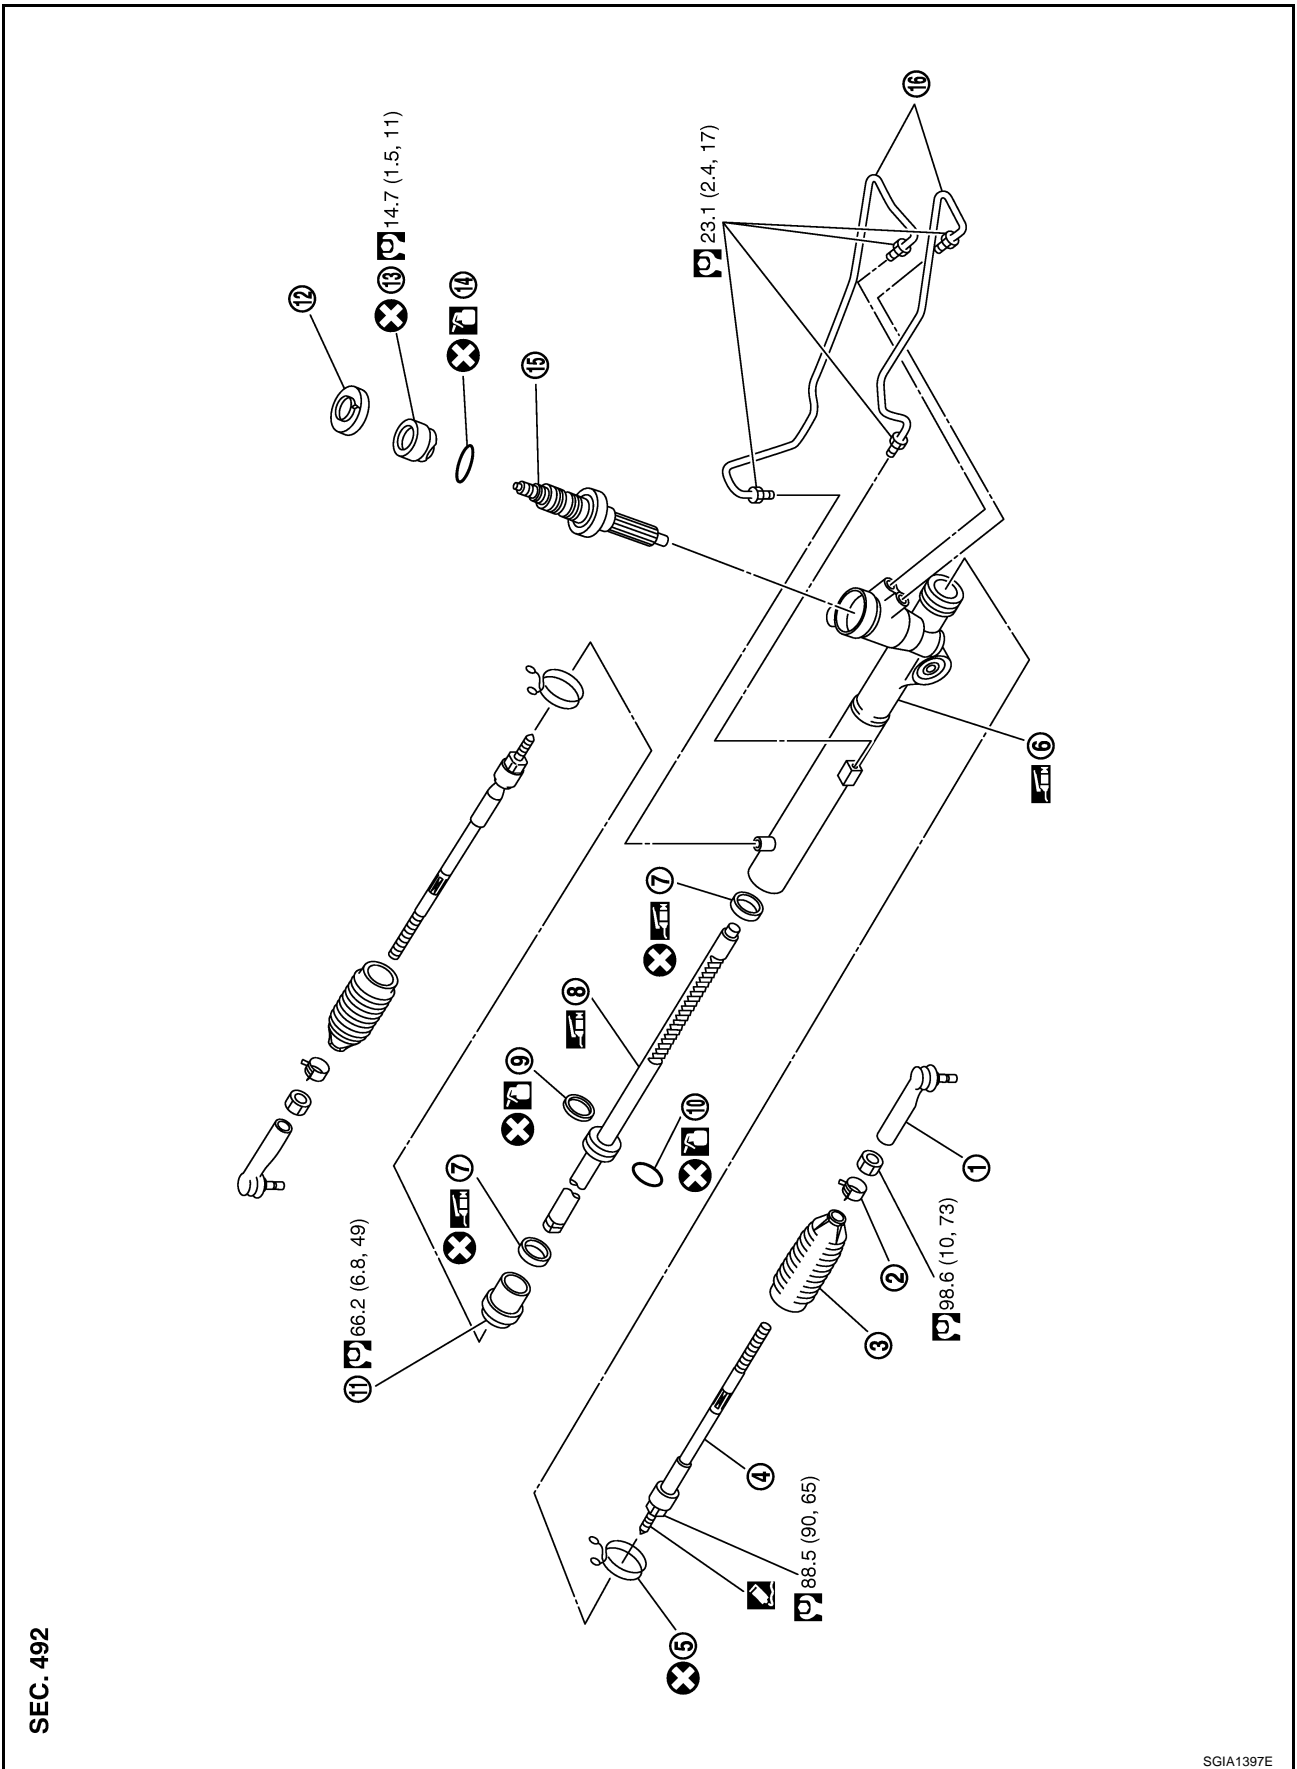 SEC. 492
⑫
⑬ 14.7 (1.5, 11)
⑭
⑮
23.1 (2.4, 17)
⑯
⑥
⑦
⑧
⑨
⑩
⑦
⑪ 66.2 (6.8, 49)
①
②
98.6 (10, 73)
③
④
88.5 (90, 65)
⑤
SGIA1397E